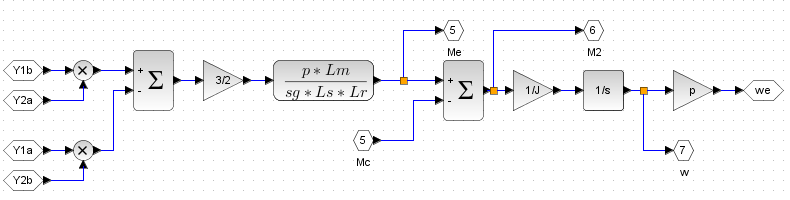 Y1b
Y2a
Y1a
Y2b
×
×
+
-
Σ
3/2
p * Lm
sg * Ls * Lr
5
Me
5
Mc
+
-
Σ
6
M2
1/J
1/s
p
we
7
w